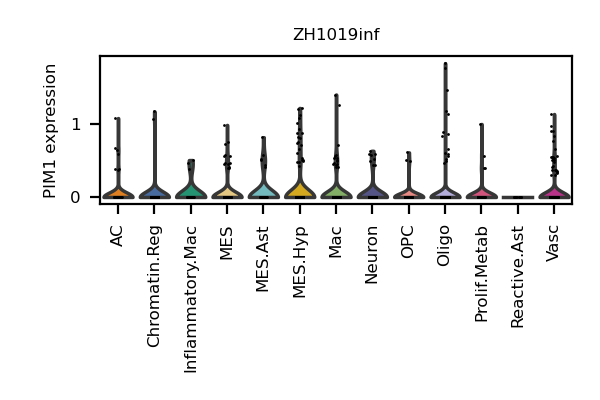 ZH1019inf
PIM1 expression
1
0
AC
Chromatin.Reg
Inflammatory.Mac
MES
MES.Ast
MES.Hyp
Mac
Neuron
OPC
Oligo
Prolif.Metab
Reactive.Ast
Vasc